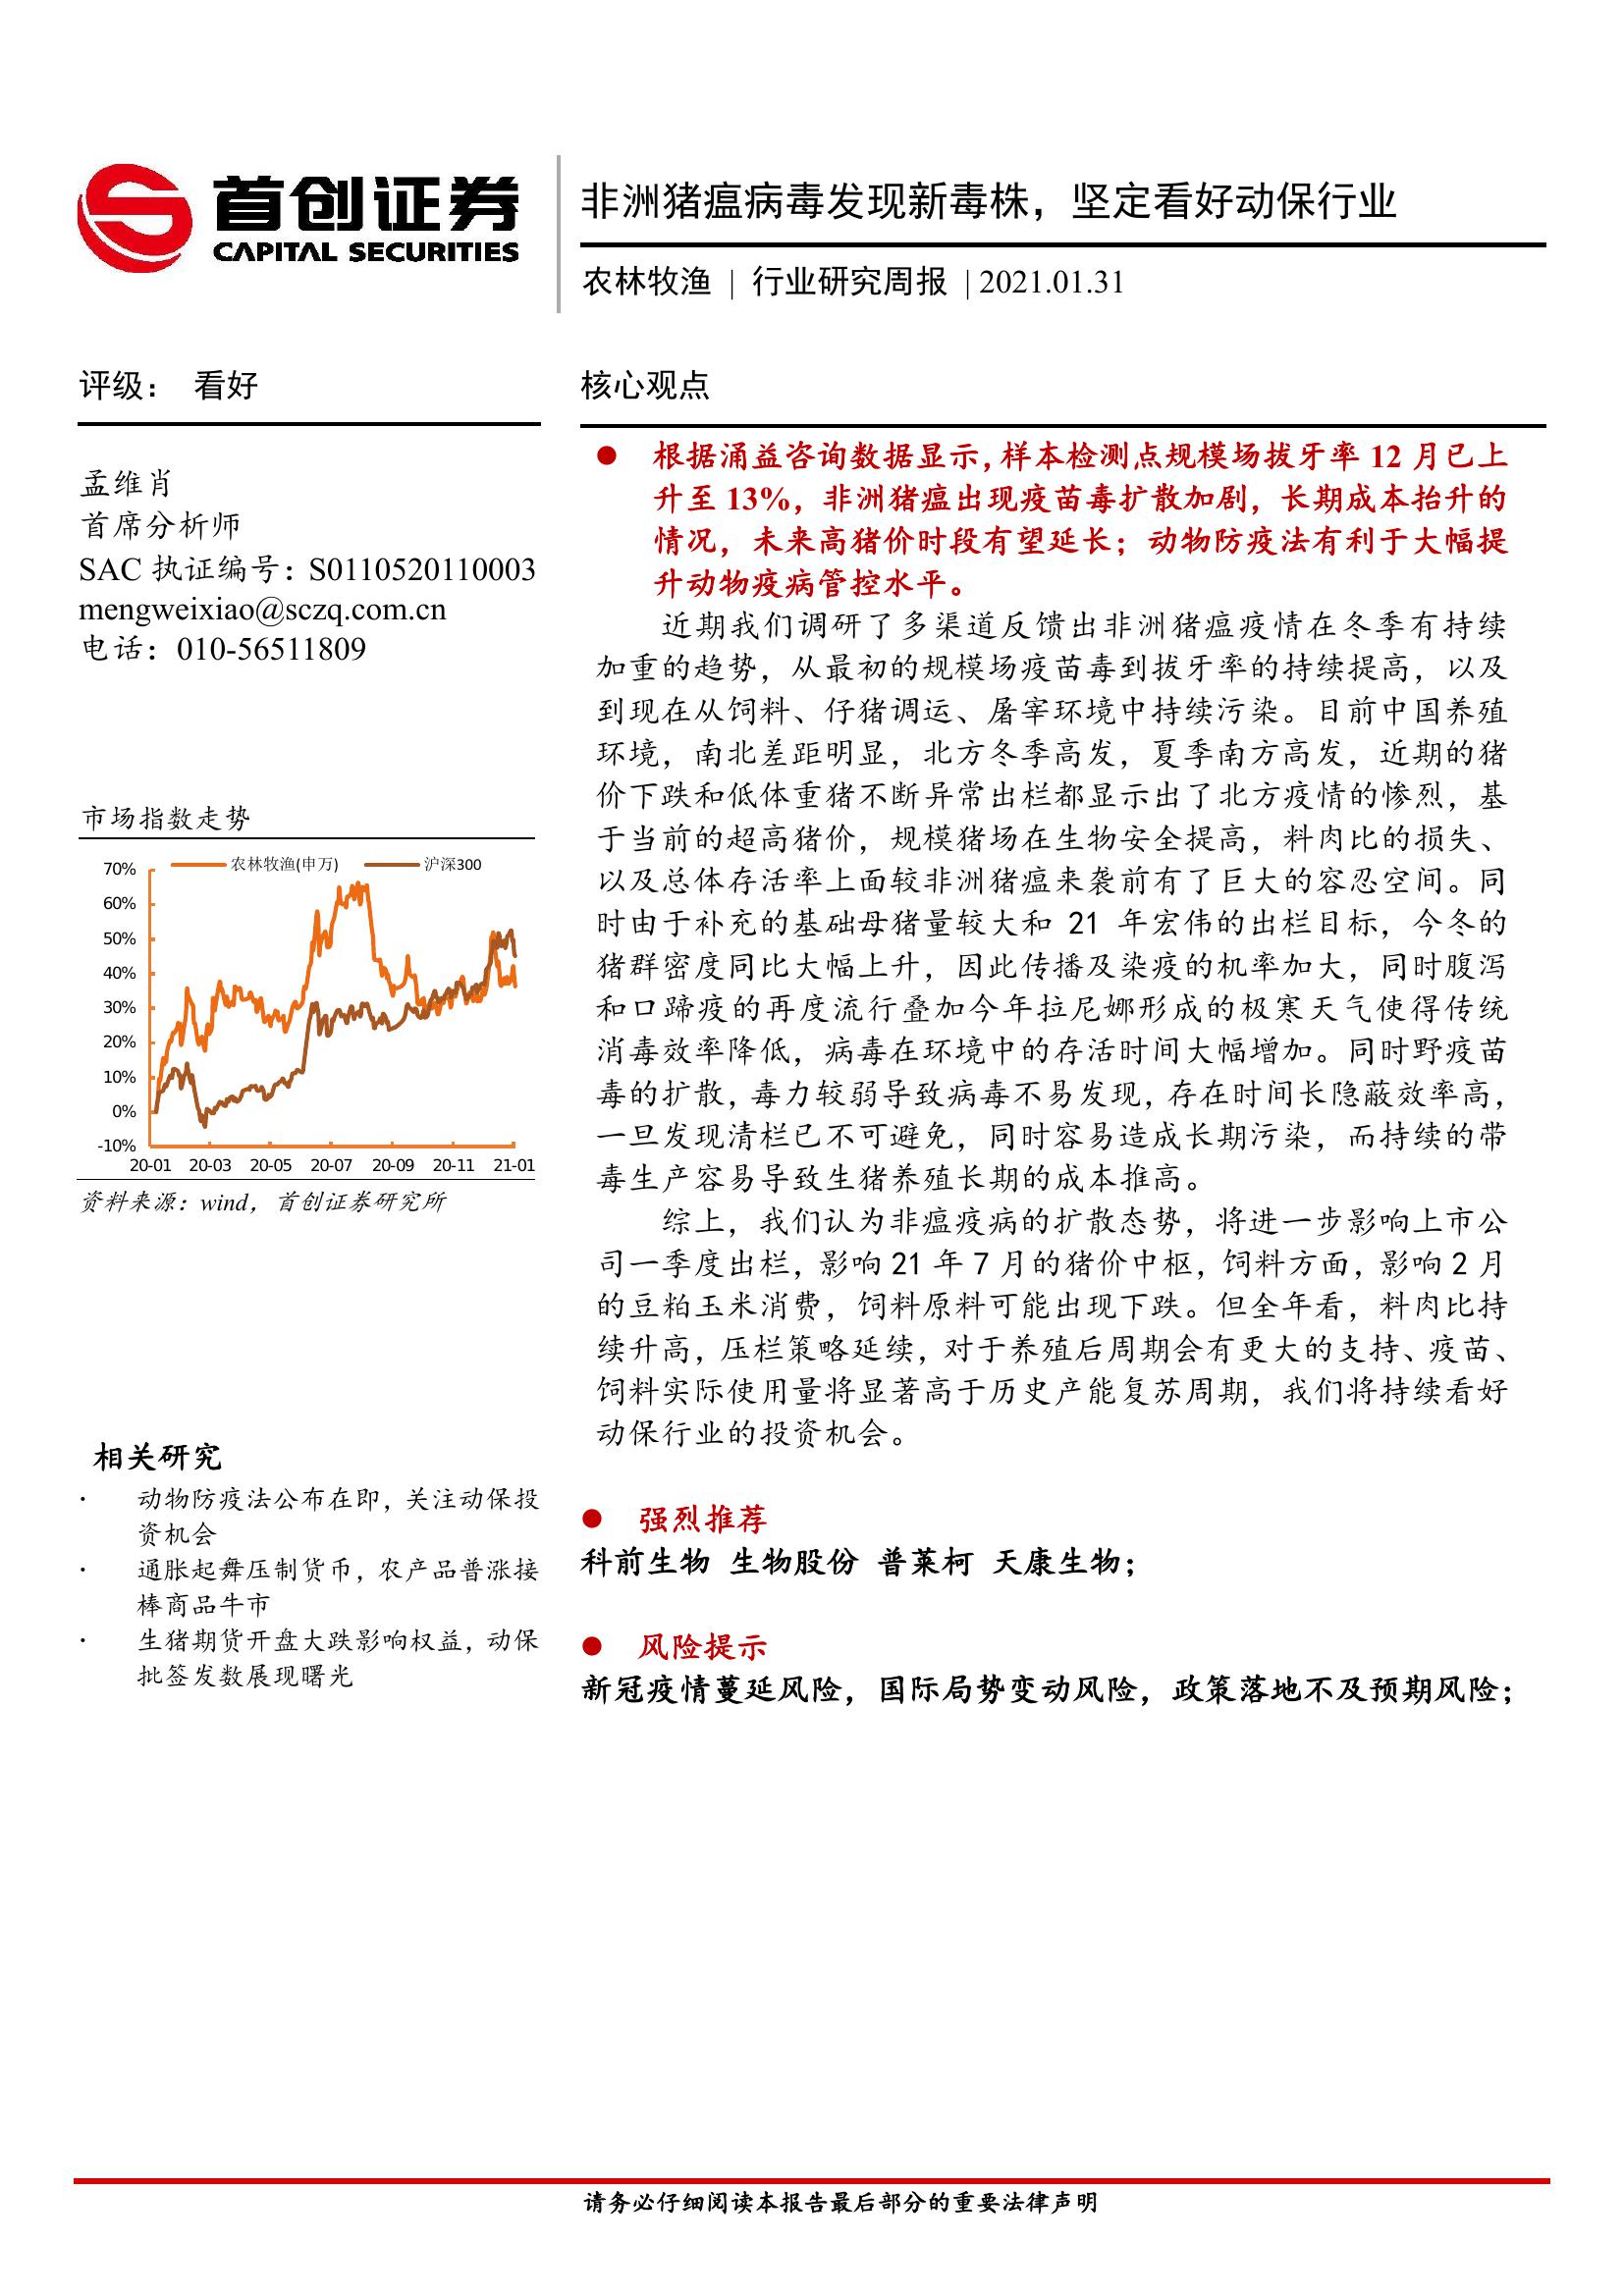 首创证券
CAPITAL SECURITIES
非洲猪瘟病毒发现新毒株，坚定看好动保行业
农林牧渔 | 行业研究周报 | 2021.01.31
评级： 看好
孟维肖
首席分析师
SAC 执证编号：S0110520110003
mengweixiao@sczq.com.cn
电话：010-56511809
市场指数走势
农林牧渔(申万) 沪深300
70%
60%
50%
40%
30%
20%
10%
0%
-10%
20-01 20-03 20-05 20-07 20-09 20-11 21-01
资料来源：wind，首创证券研究所
相关研究
· 动物防疫法公布在即，关注动保投
资机会
· 通胀起舞压制货币，农产品普涨接
棒商品牛市
· 生猪期货开盘大跌影响权益，动保
批签发数展现曙光
核心观点
● 根据涌益咨询数据显示，样本检测点规模场拔牙率 12 月已上
升至 13%，非洲猪瘟出现疫苗毒扩散加剧，长期成本抬升的
情况，未来高猪价时段有望延长；动物防疫法有利于大幅提
升动物疫病管控水平。
近期我们调研了多渠道反馈出非洲猪瘟疫情在冬季有持续
加重的趋势，从最初的规模场疫苗毒到拔牙率的持续提高，以及
到现在从饲料、仔猪调运、屠宰环境中持续污染。目前中国养殖
环境，南北差距明显，北方冬季高发，夏季南方高发，近期的猪
价下跌和低体重猪不断异常出栏都显示出了北方疫情的惨烈，基
于当前的超高猪价，规模猪场在生物安全提高，料肉比的损失、
以及总体存活率上面较非洲猪瘟来袭前有了巨大的容忍空间。同
时由于补充的基础母猪量较大和 21 年宏伟的出栏目标，今冬的
猪群密度同比大幅上升，因此传播及染疫的机率加大，同时腹泻
和口蹄疫的再度流行叠加今年拉尼娜形成的极寒天气使得传统
消毒效率降低，病毒在环境中的存活时间大幅增加。同时野疫苗
毒的扩散，毒力较弱导致病毒不易发现，存在时间长隐蔽效率高，
一旦发现清栏已不可避免，同时容易造成长期污染，而持续的带
毒生产容易导致生猪养殖长期的成本推高。
综上，我们认为非瘟疫病的扩散态势，将进一步影响上市公
司一季度出栏，影响 21 年 7 月的猪价中枢，饲料方面，影响 2 月
的豆粕玉米消费，饲料原料可能出现下跌。但全年看，料肉比持
续升高，压栏策略延续，对于养殖后周期会有更大的支持、疫苗、
饲料实际使用量将显著高于历史产能复苏周期，我们将持续看好
动保行业的投资机会。
● 强烈推荐
科前生物 生物股份 普莱柯 天康生物；
● 风险提示
新冠疫情蔓延风险，国际局势变动风险，政策落地不及预期风险；
请务必仔细阅读本报告最后部分的重要法律声明